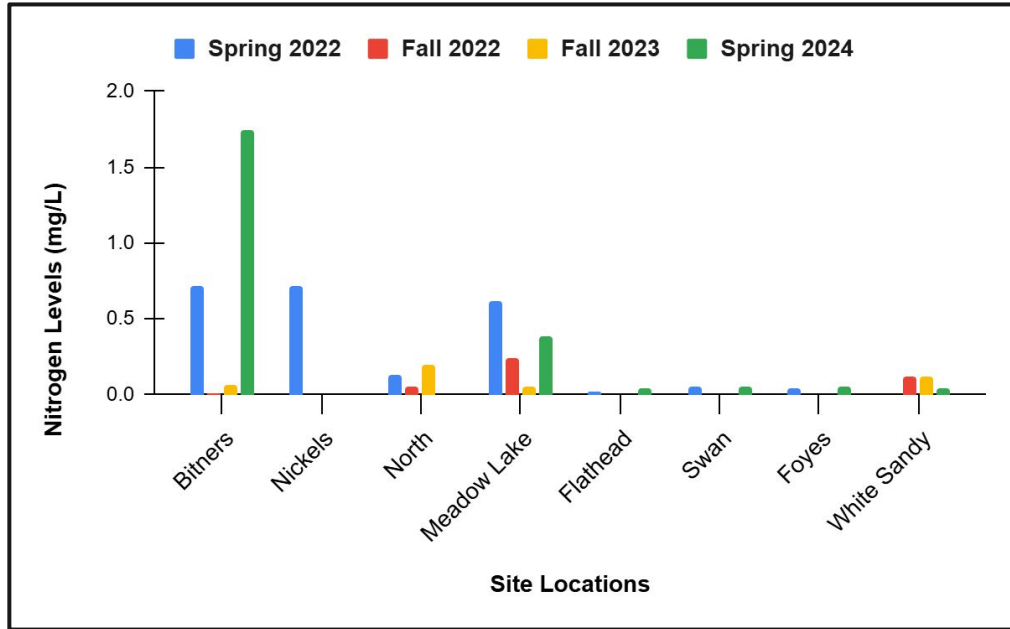 Spring 2022 Fall 2022 Fall 2023 Spring 2024
Nitrogen Levels (mg/L)
2.0
1.5
1.0
0.5
0.0
Bitners
Nickels
North
Meadow Lake
Flathead
Swan
Foyes
White Sandy
Site Locations